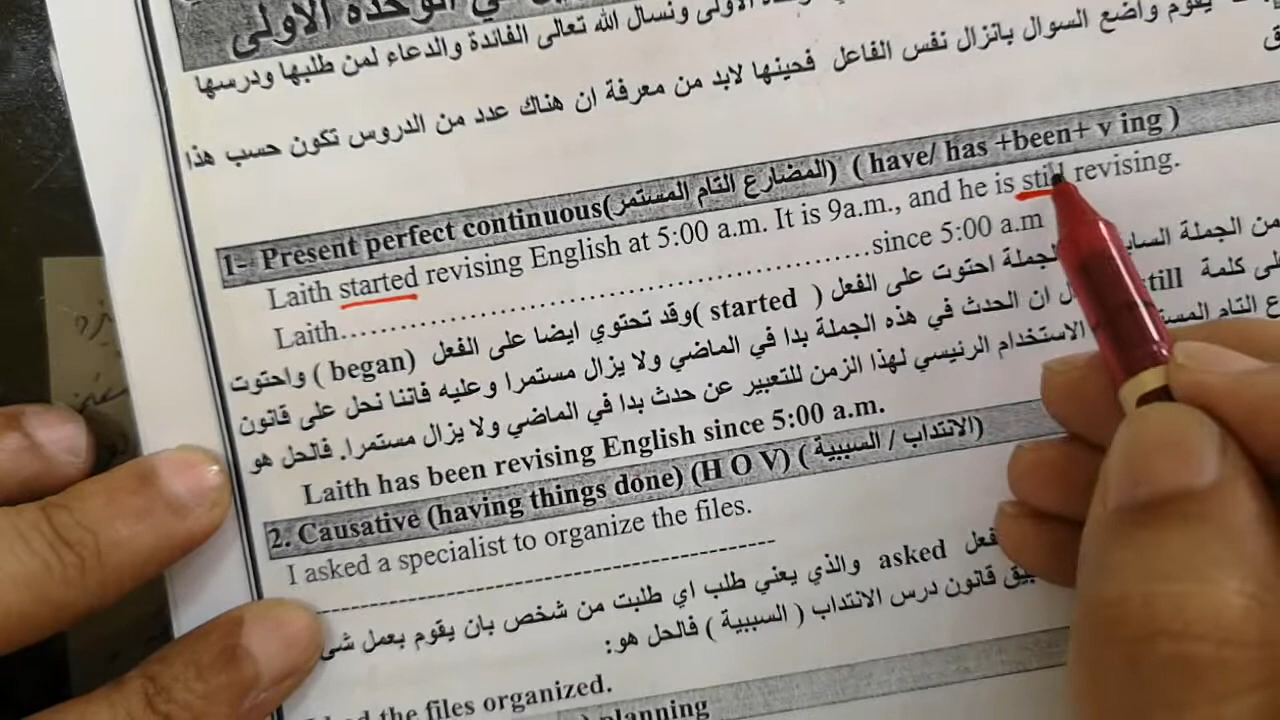 في الوحدة الاولى
الاولى ونسال الله تعالى الفائدة والدعاء لمن طلبها ودرسها
يقوم واضع السوال بانزال نفس الفاعل فحينها لابد من معرفة ان هناك عدد من الدروس تكون حسب هذا
1- Present perfect continuous(المضارع التام المستمر) ( have/ has +been+ v ing )
Laith started revising English at 5:00 a.m. It is 9a.m., and he is still revising.
Laith..........................................................since 5:00 a.m
من الجملة الجملة احتوت على الفعل ( started )وقد تحتوي ايضا على الفعل ( began) واحتوت
على كلمة still ان الحدث في هذه الجملة بدا في الماضي ولا يزال مستمرا وعليه فاننا نحل على قانون
التام الاستخدام الرئيسي لهذا الزمن للتعبير عن حدث بدا في الماضي ولا يزال مستمرا. فالحل هو
Laith has been revising English since 5:00 a.m.
2. Causative (having things done) (H O V) ( الانتداب / السببية)
I asked a specialist to organize the files.
----------------------------------------------------------
asked والذي يعني طلب اي طلبت من شخص بان يقوم بعمل
قانون درس الانتداب ( السببية ) فالحل هو:
the files organized.
planning